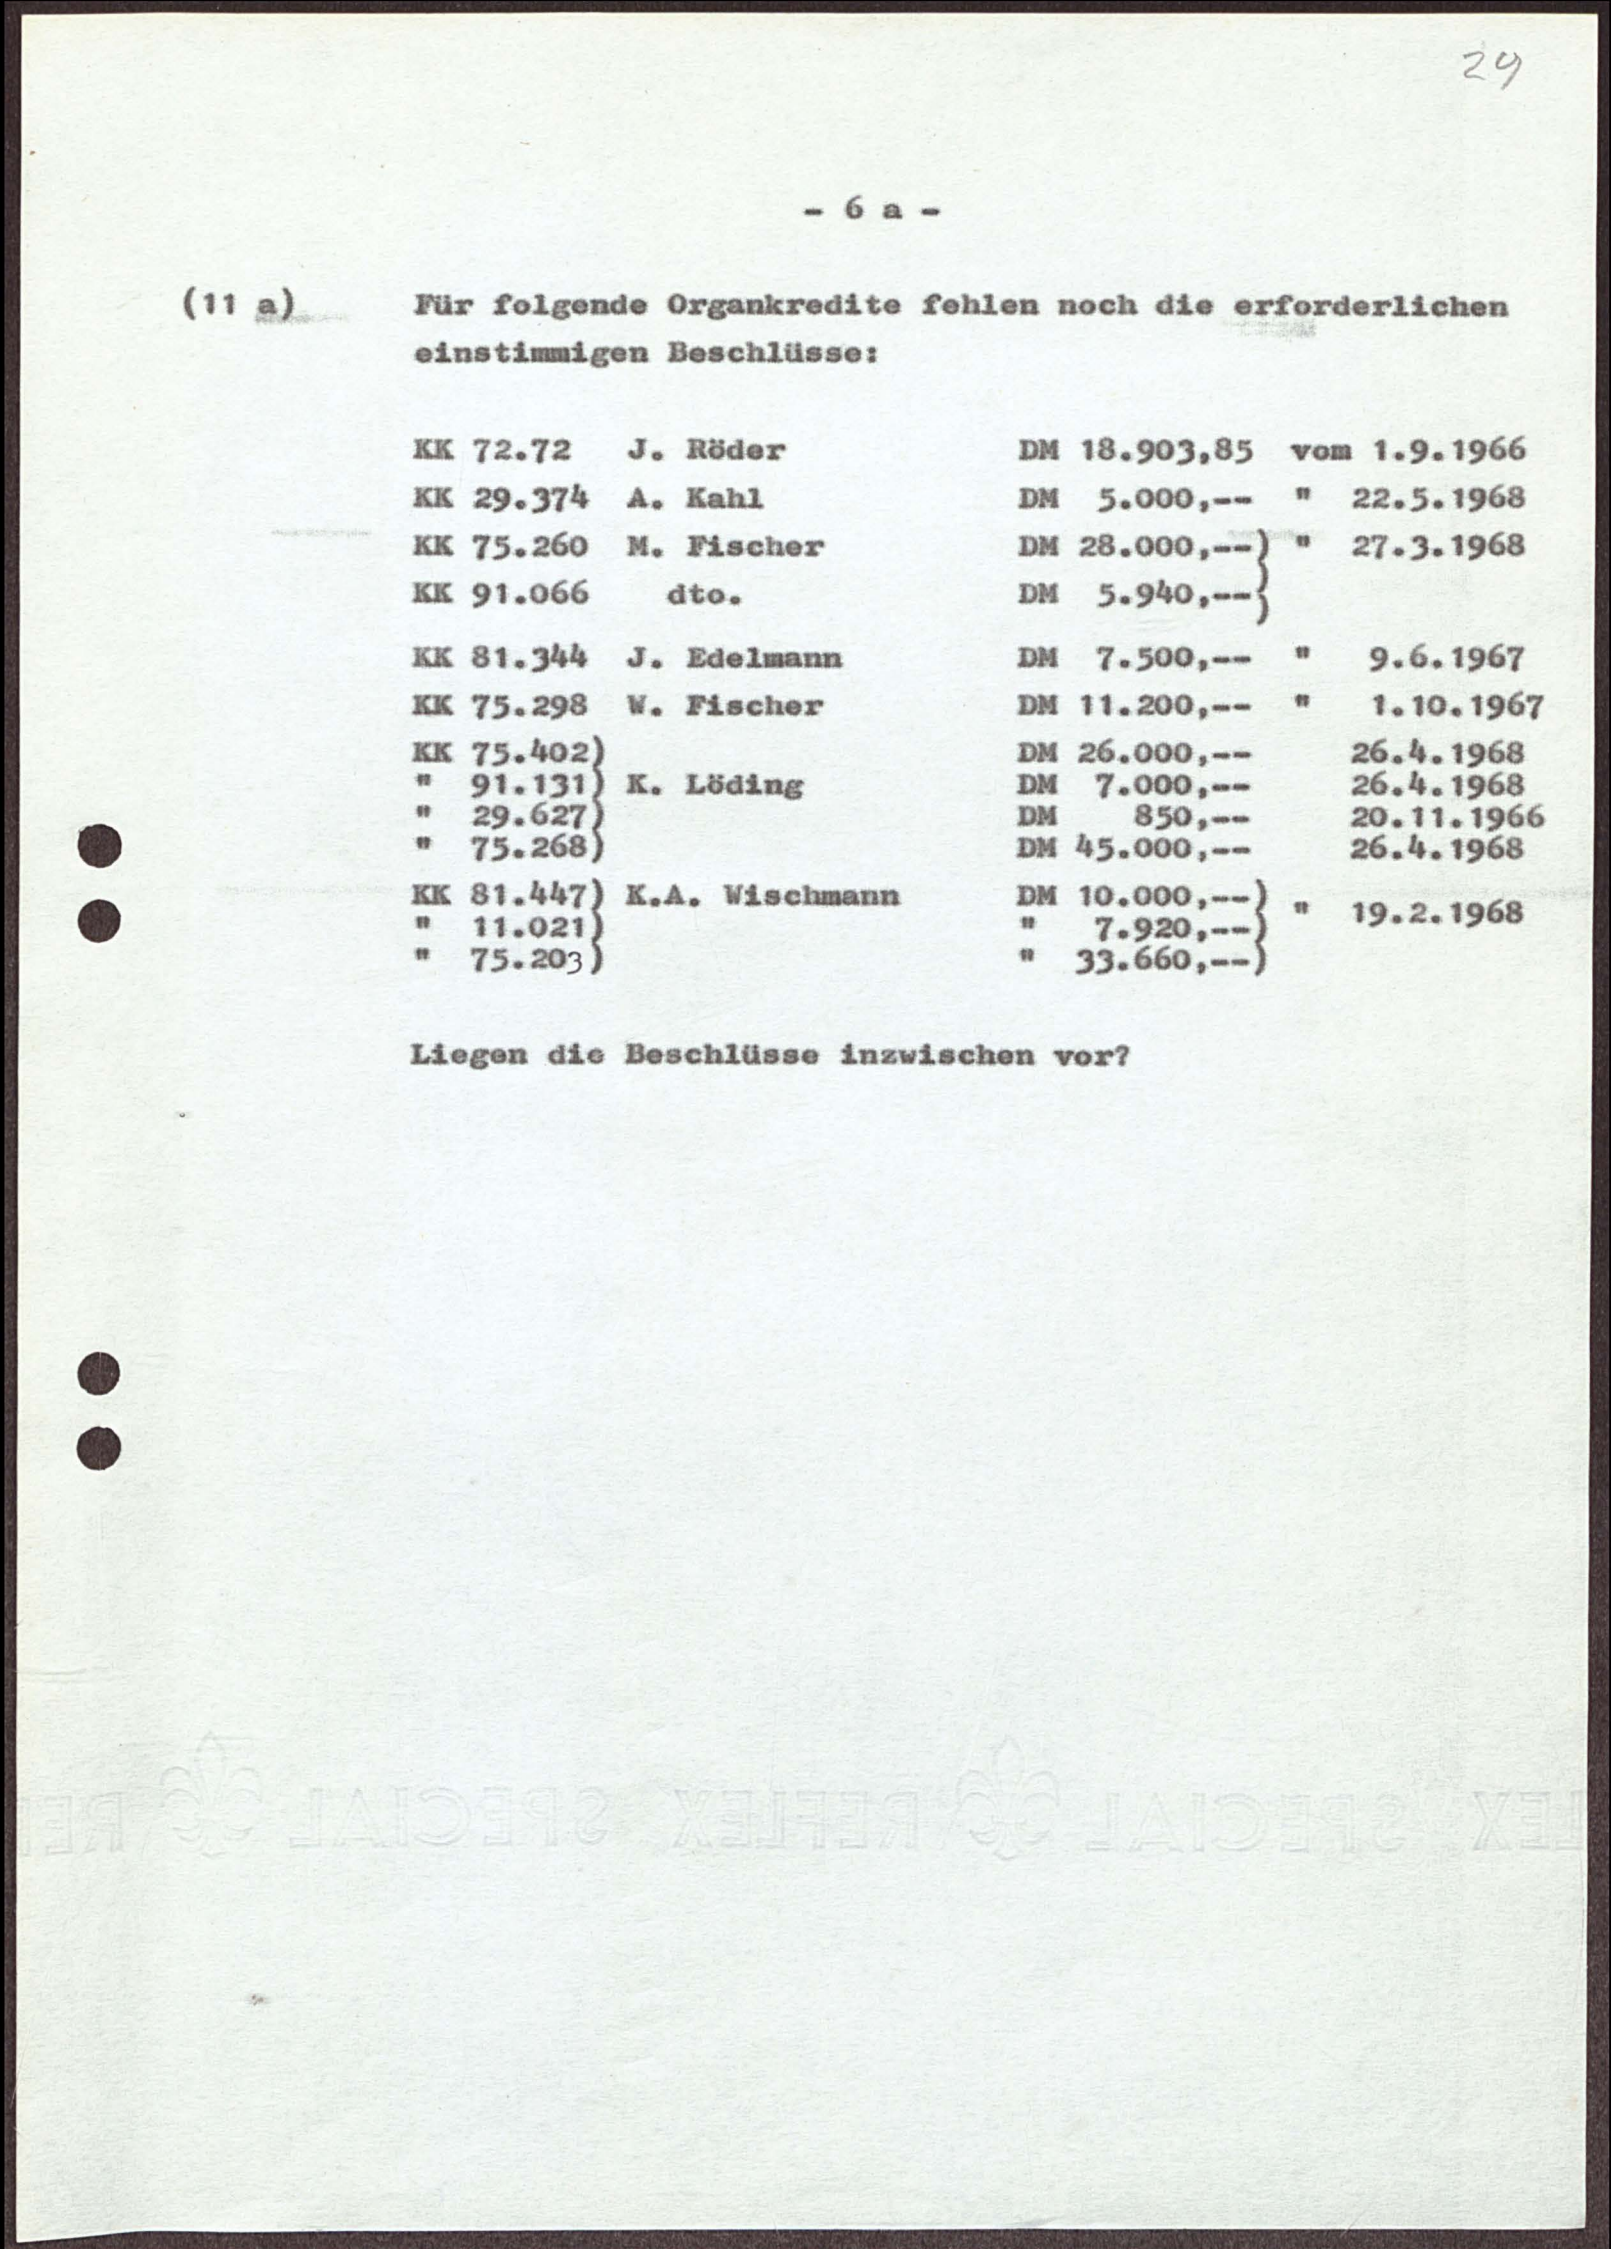 29
- 6 a -
(11 a) Für folgende Organkredite fehlen noch die erforderlichen
einstimmigen Beschlüsse:
KK 72.72 J. Röder DM 18.903,85 vom 1.9.1966
KK 29.374 A. Kahl DM 5.000,-- " 22.5.1968
KK 75.260 M. Fischer DM 28.000,--) " 27.3.1968
KK 91.066 dto. DM 5.940,--)
KK 81.344 J. Edelmann DM 7.500,-- " 9.6.1967
KK 75.298 W. Fischer DM 11.200,-- " 1.10.1967
KK 75.402) DM 26.000,-- 26.4.1968
" 91.131) K. Löding DM 7.000,-- 26.4.1968
" 29.627) DM 850,-- 20.11.1966
" 75.268) DM 45.000,-- 26.4.1968
KK 81.447) K.A. Wischmann DM 10.000,--) " 19.2.1968
" 11.021) " 7.920,--)
" 75.203) " 33.660,--)
Liegen die Beschlüsse inzwischen vor?
LEX SPECIAL REFLEX SPECIAL RE